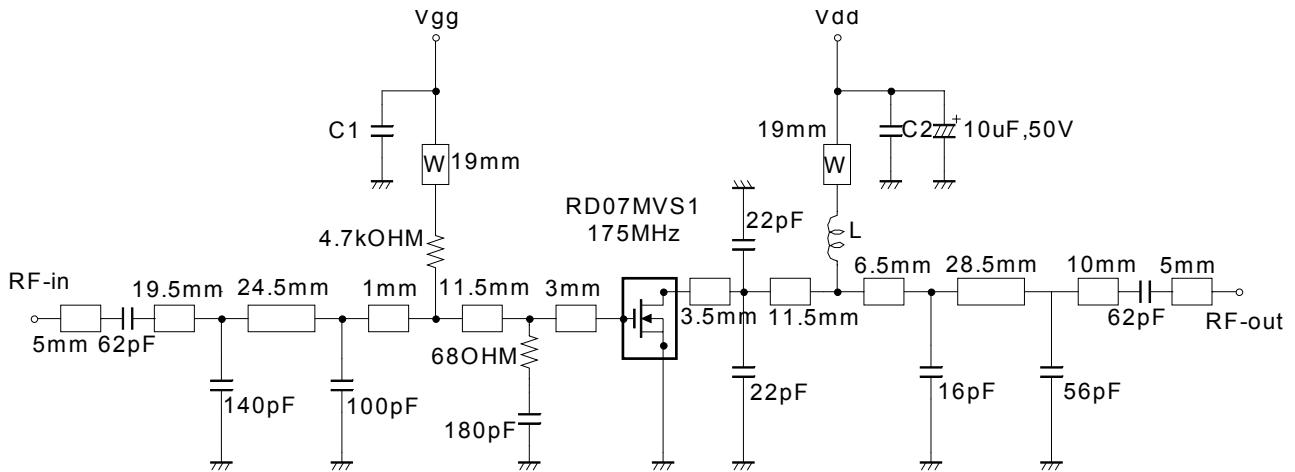 Vgg
Vdd
C1
W
19mm
19mm
W
C2
+
10uF,50V
RD07MVS1
175MHz
22pF
4.7kOHM
L
RF-in
19.5mm
24.5mm
1mm
11.5mm
3mm
3.5mm
11.5mm
6.5mm
28.5mm
10mm
5mm
5mm
62pF
68OHM
62pF
RF-out
140pF
100pF
180pF
22pF
16pF
56pF